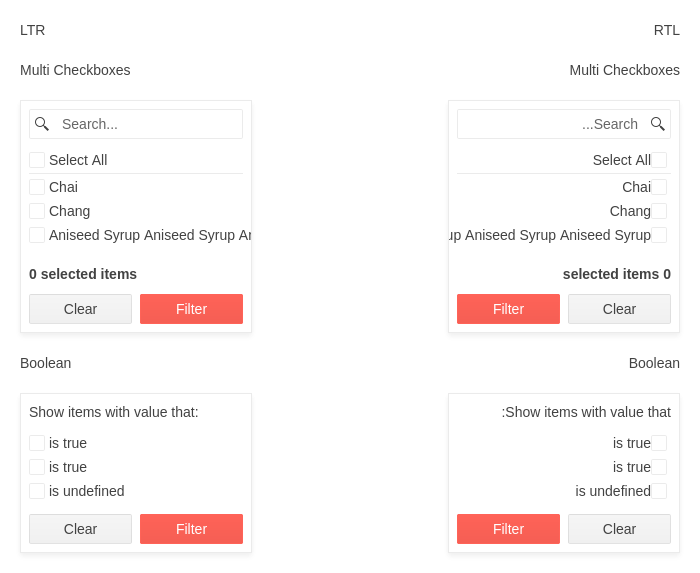 LTR
RTL
Multi Checkboxes
Multi Checkboxes
Search...
...Search
Select All
Select All
Chai
Chai
Chang
Chang
Aniseed Syrup Aniseed Syrup
Aniseed Syrup Aniseed Syrup
0 selected items
selected items 0
Clear
Filter
Filter
Clear
Boolean
Boolean
Show items with value that:
:Show items with value that
is true
is true
is true
is true
is undefined
is undefined
Clear
Filter
Filter
Clear